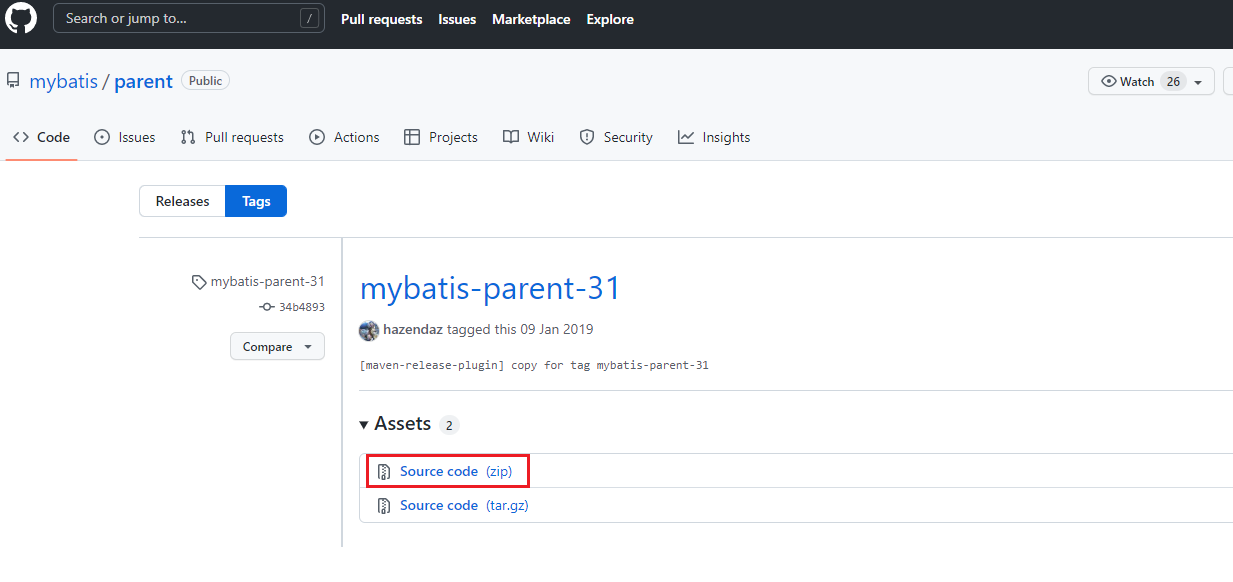 Search or jump to... /
Pull requests Issues Marketplace Explore
mybatis / parent Public
Watch 26
Code Issues Pull requests Actions Projects Wiki Security Insights
Releases Tags
mybatis-parent-31
34b4893
Compare
mybatis-parent-31
hazendaz tagged this 09 Jan 2019
[maven-release-plugin] copy for tag mybatis-parent-31
Assets 2
Source code (zip)
Source code (tar.gz)